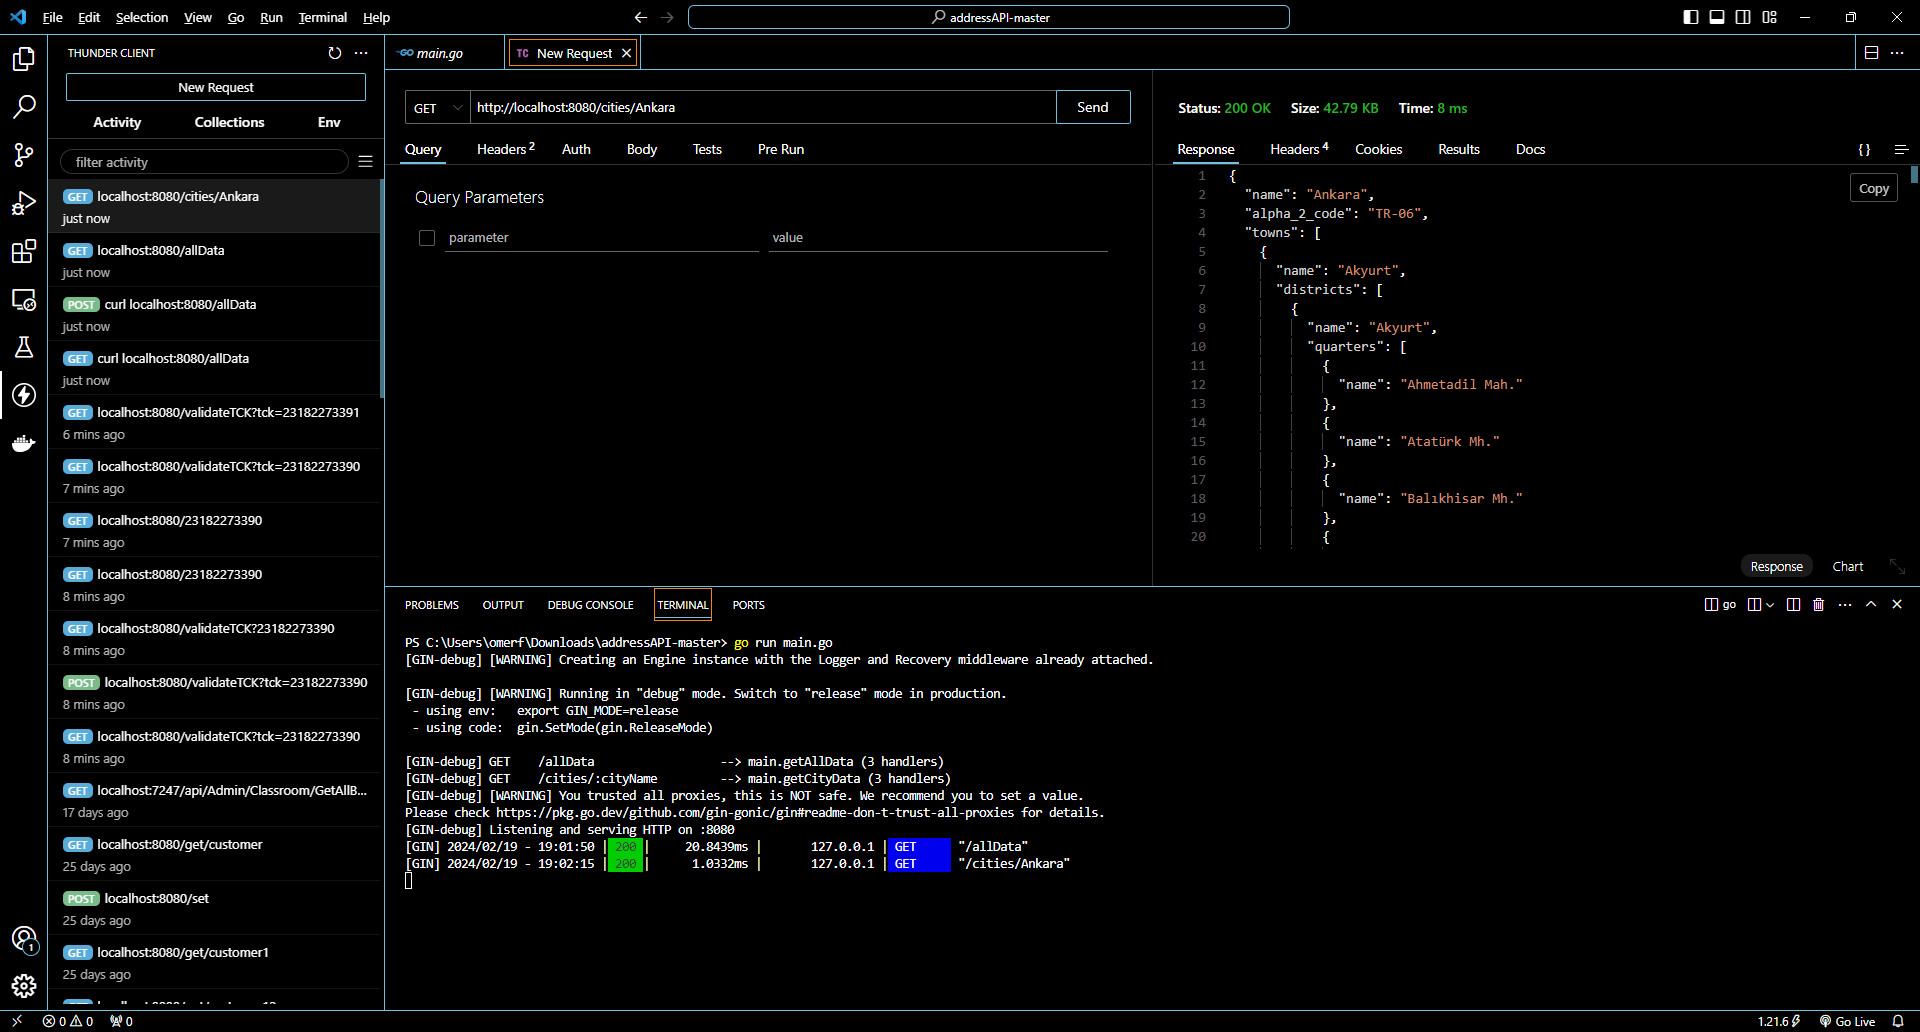 File Edit Selection View Go Run Terminal Help
addressAPI-master
THUNDER CLIENT
New Request
Activity Collections Env
filter activity
GET localhost:8080/cities/Ankara
just now
GET localhost:8080/allData
just now
POST curl localhost:8080/allData
just now
GET curl localhost:8080/allData
just now
GET localhost:8080/validateTCK?tck=23182273391
6 mins ago
GET localhost:8080/validateTCK?tck=23182273390
7 mins ago
GET localhost:8080/23182273390
7 mins ago
GET localhost:8080/23182273390
8 mins ago
GET localhost:8080/validateTCK?23182273390
8 mins ago
POST localhost:8080/validateTCK?tck=23182273390
8 mins ago
GET localhost:8080/validateTCK?tck=23182273390
8 mins ago
GET localhost:7247/api/Admin/Classroom/GetAllB...
17 days ago
GET localhost:8080/get/customer
25 days ago
POST localhost:8080/set
25 days ago
GET localhost:8080/get/customer1
25 days ago
GO main.go
TC New Request
GET http://localhost:8080/cities/Ankara Send
Query Headers 2 Auth Body Tests Pre Run
Query Parameters
parameter value
Status: 200 OK Size: 42.79 KB Time: 8 ms
Response Headers 4 Cookies Results Docs {}
Copy
1 {
2 "name": "Ankara",
3 "alpha_2_code": "TR-06",
4 "towns": [
5 {
6 "name": "Akyurt",
7 "districts": [
8 {
9 "name": "Akyurt",
10 "quarters": [
11 {
12 "name": "Ahmetadil Mah."
13 },
14 {
15 "name": "Atatürk Mh."
16 },
17 {
18 "name": "Balıkhisar Mh."
19 },
20 {
Response Chart
PROBLEMS OUTPUT DEBUG CONSOLE TERMINAL PORTS
go
PS C:\Users\omerf\Downloads\addressAPI-master> go run main.go
[GIN-debug] [WARNING] Creating an Engine instance with the Logger and Recovery middleware already attached.
[GIN-debug] [WARNING] Running in "debug" mode. Switch to "release" mode in production.
- using env: export GIN_MODE=release
- using code: gin.SetMode(gin.ReleaseMode)
[GIN-debug] GET /allData --> main.getAllData (3 handlers)
[GIN-debug] GET /cities/:cityName --> main.getCityData (3 handlers)
[GIN-debug] [WARNING] You trusted all proxies, this is NOT safe. We recommend you to set a value.
Please check https://pkg.go.dev/github.com/gin-gonic/gin#readme-don-t-trust-all-proxies for details.
[GIN-debug] Listening and serving HTTP on :8080
[GIN] 2024/02/19 - 19:01:50 | 200 | 20.8439ms | 127.0.0.1 | GET "/allData"
[GIN] 2024/02/19 - 19:02:15 | 200 | 1.0332ms | 127.0.0.1 | GET "/cities/Ankara"
1
0 0 0
1.21.6 Go Live